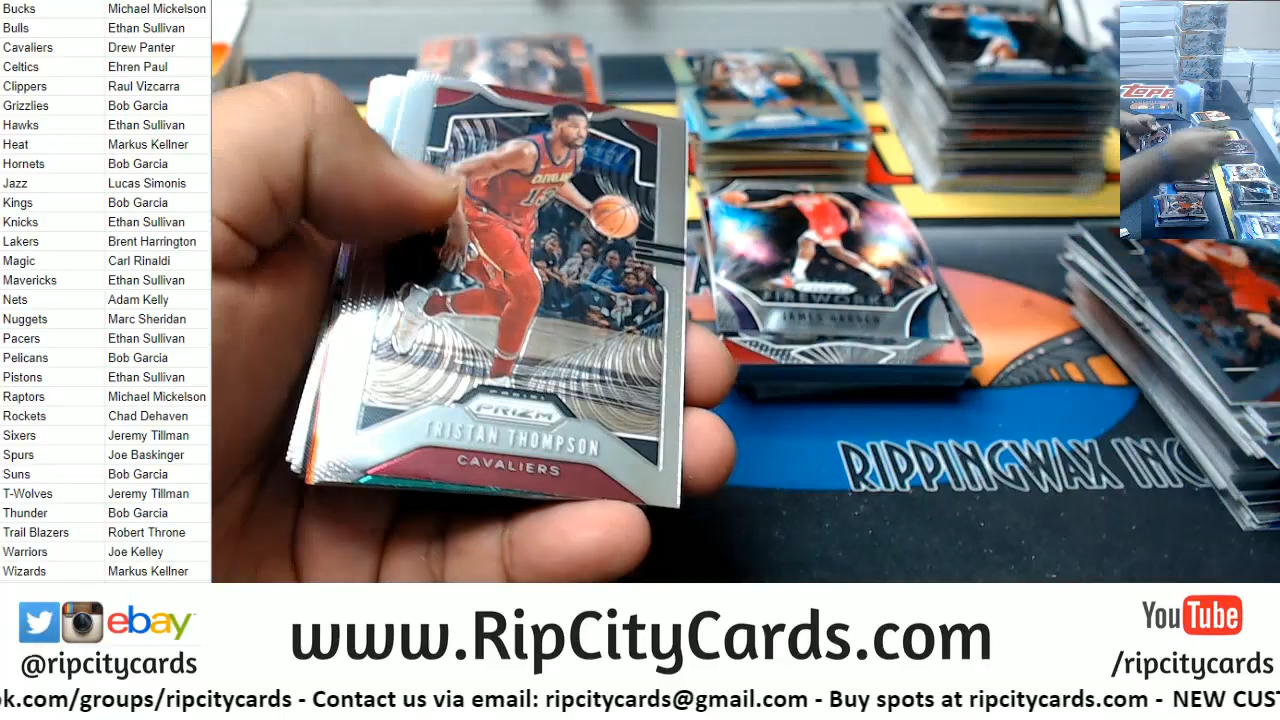 Bucks Michael Mickelson
Bulls Ethan Sullivan
Cavaliers Drew Panter
Celtics Ehren Paul
Clippers Raul Vizcarra
Grizzlies Bob Garcia
Hawks Ethan Sullivan
Heat Markus Kellner
Hornets Bob Garcia
Jazz Lucas Simonis
Kings Bob Garcia
Knicks Ethan Sullivan
Lakers Brent Harrington
Magic Carl Rinaldi
Mavericks Ethan Sullivan
Nets Adam Kelly
Nuggets Marc Sheridan
Pacers Ethan Sullivan
Pelicans Bob Garcia
Pistons Ethan Sullivan
Raptors Michael Mickelson
Rockets Chad Dehaven
Sixers Jeremy Tillman
Spurs Joe Baskinger
Suns Bob Garcia
T-Wolves Jeremy Tillman
Thunder Bob Garcia
Trail Blazers Robert Throne
Warriors Joe Kelley
Wizards Markus Kellner
CLEVELAND
13
PANINI
PRIZM
TRISTAN THOMPSON
CAVALIERS
PRIZM
FIREWORKS
JAMES HARDEN
RIPPINGWAX INC
TOPPS
ebay
@ripcitycards
www.RipCityCards.com
YouTube
/ripcitycards
ok.com/groups/ripcitycards - Contact us via email: ripcitycards@gmail.com - Buy spots at ripcitycards.com - NEW CUS